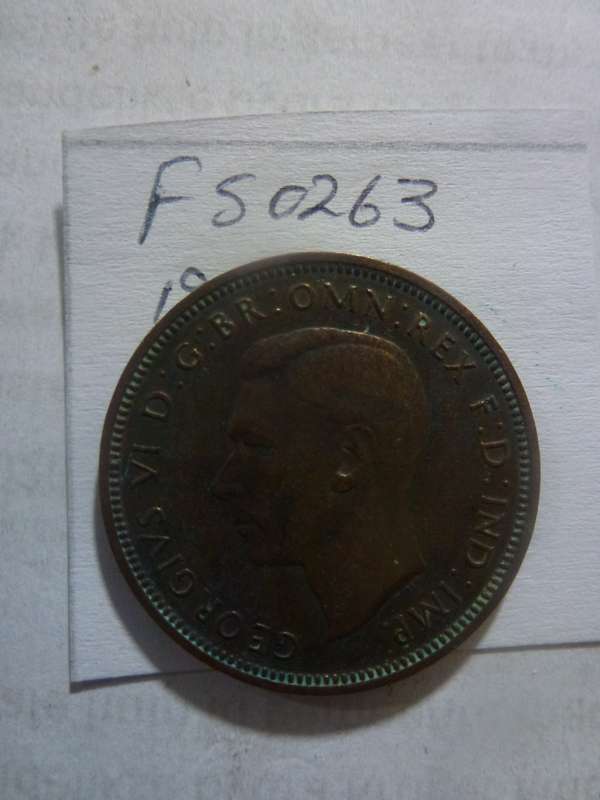 FS0263
GEORGIVS VI D:G:BR:OMN:REX F:D:IND:IMP.